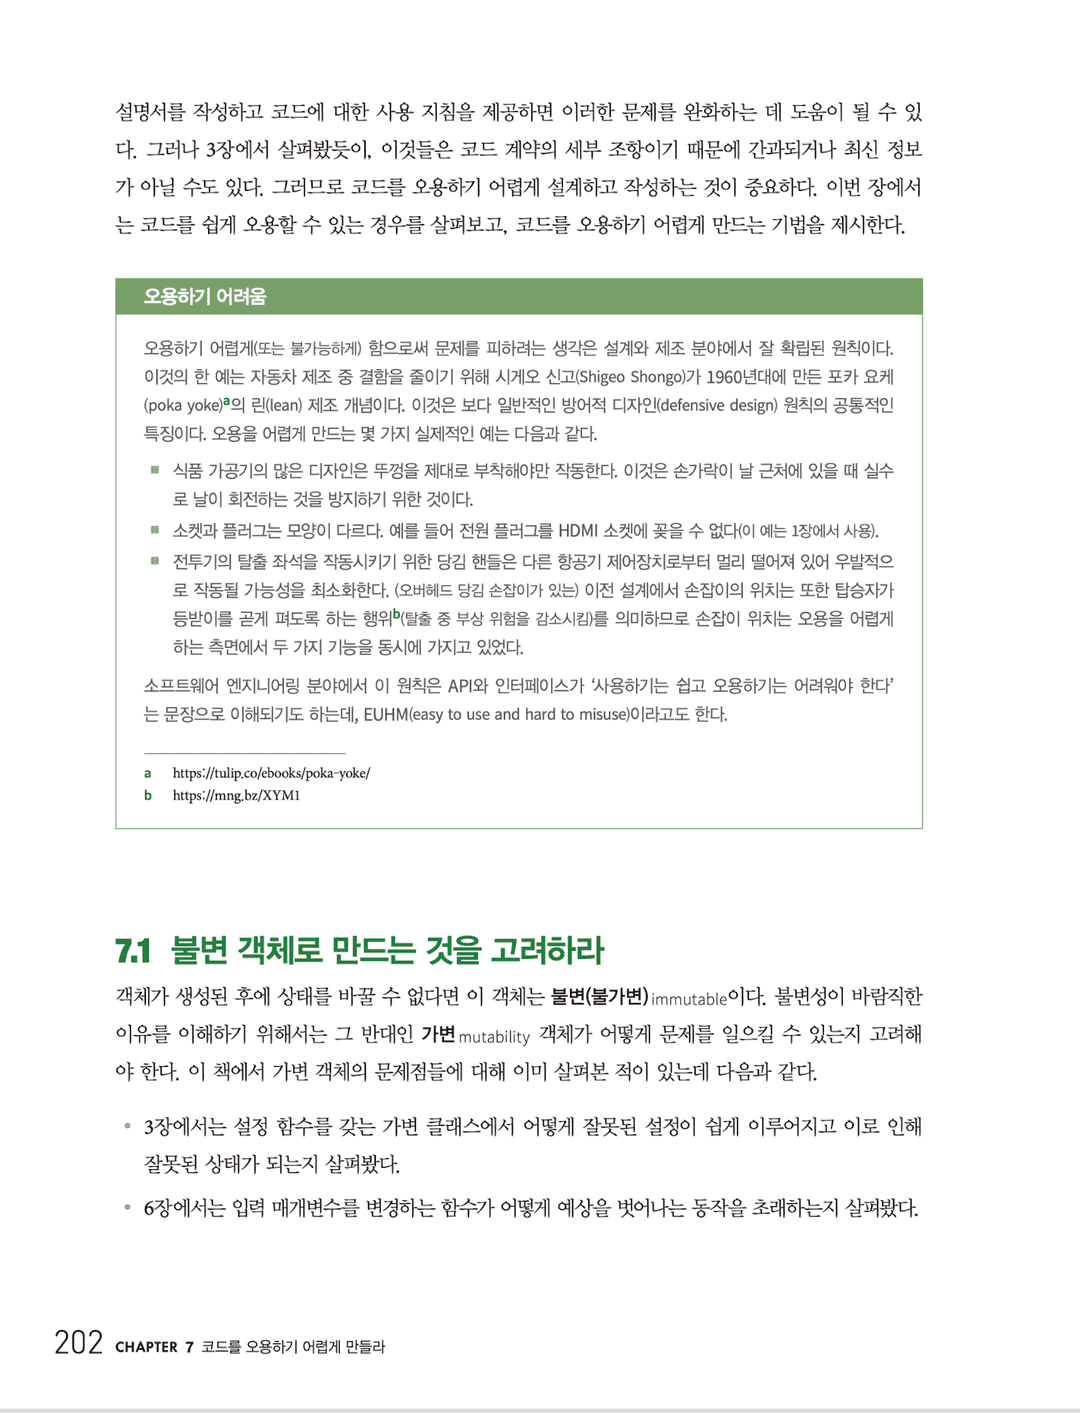 설명서를 작성하고 코드에 대한 사용 지침을 제공하면 이러한 문제를 완화하는 데 도움이 될 수 있
다. 그러나 3장에서 살펴봤듯이, 이것들은 코드 계약의 세부 조항이기 때문에 간과되거나 최신 정보
가 아닐 수도 있다. 그러므로 코드를 오용하기 어렵게 설계하고 작성하는 것이 중요하다. 이번 장에서
는 코드를 쉽게 오용할 수 있는 경우를 살펴보고, 코드를 오용하기 어렵게 만드는 기법을 제시한다.
오용하기 어려움
오용하기 어렵게(또는 불가능하게) 함으로써 문제를 피하려는 생각은 설계와 제조 분야에서 잘 확립된 원칙이다.
이것의 한 예는 자동차 제조 중 결함을 줄이기 위해 시게오 신고(Shigeo Shongo)가 1960년대에 만든 포카 요케
(poka yoke)a의 린(lean) 제조 개념이다. 이것은 보다 일반적인 방어적 디자인(defensive design) 원칙의 공통적인
특징이다. 오용을 어렵게 만드는 몇 가지 실제적인 예는 다음과 같다.
■ 식품 가공기의 많은 디자인은 뚜껑을 제대로 부착해야만 작동한다. 이것은 손가락이 날 근처에 있을 때 실수
로 날이 회전하는 것을 방지하기 위한 것이다.
■ 소켓과 플러그는 모양이 다르다. 예를 들어 전원 플러그를 HDMI 소켓에 꽂을 수 없다(이 예는 1장에서 사용).
■ 전투기의 탈출 좌석을 작동시키기 위한 당김 핸들은 다른 항공기 제어장치로부터 멀리 떨어져 있어 우발적으
로 작동될 가능성을 최소화한다. (오버헤드 당김 손잡이가 있는) 이전 설계에서 손잡이의 위치는 또한 탑승자가
등받이를 곧게 펴도록 하는 행위b(탈출 중 부상 위험을 감소시킴)를 의미하므로 손잡이 위치는 오용을 어렵게
하는 측면에서 두 가지 기능을 동시에 가지고 있었다.
소프트웨어 엔지니어링 분야에서 이 원칙은 API와 인터페이스가 ‘사용하기는 쉽고 오용하기는 어려워야 한다’
는 문장으로 이해되기도 하는데, EUHM(easy to use and hard to misuse)이라고도 한다.
a https://tulip.co/ebooks/poka-yoke/
b https://mng.bz/XYM1
7.1 불변 객체로 만드는 것을 고려하라
객체가 생성된 후에 상태를 바꿀 수 없다면 이 객체는 불변(불가변)immutable이다. 불변성이 바람직한
이유를 이해하기 위해서는 그 반대인 가변mutability 객체가 어떻게 문제를 일으킬 수 있는지 고려해
야 한다. 이 책에서 가변 객체의 문제점들에 대해 이미 살펴본 적이 있는데 다음과 같다.
• 3장에서는 설정 함수를 갖는 가변 클래스에서 어떻게 잘못된 설정이 쉽게 이루어지고 이로 인해
잘못된 상태가 되는지 살펴봤다.
• 6장에서는 입력 매개변수를 변경하는 함수가 어떻게 예상을 벗어나는 동작을 초래하는지 살펴봤다.
202 CHAPTER 7 코드를 오용하기 어렵게 만들라